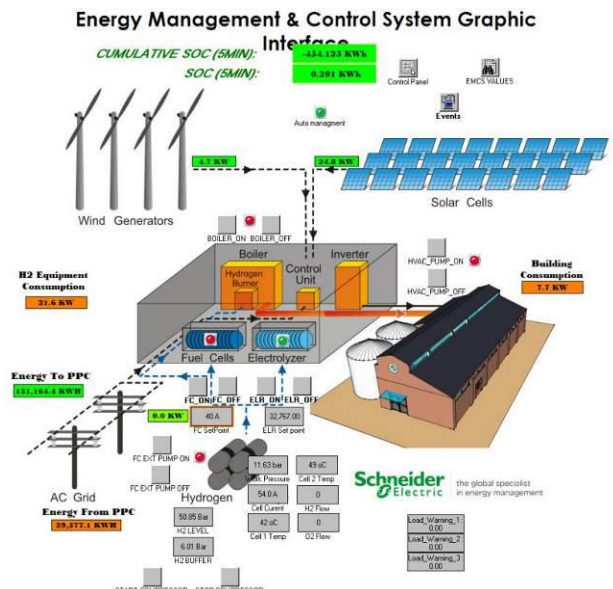 Energy Management & Control System Graphic
Interface
CUMULATIVE SOC (5MIN):
-454.125 KWh
SOC (5MIN):
0.291 KWh
Control Panel
EMCS VALUES
Events
Auto managment
4.7 KW
24.8 KW
Wind Generators
Solar Cells
BOILER_ON
BOILER_OFF
Boiler
Inverter
Hydrogen
Burner
Control
Unit
HVAC_PUMP_ON
HVAC_PUMP_OFF
H2 Equipment
Consumption
21.6 KW
Building
Consumption
7.7 KW
Fuel Cells
Electrolyzer
Energy To PPC
FC_ON
FC_OFF
ELR_ON
ELR_OFF
0.0 KW
40 A
FC SetPoint
32,767.00
ELR Set point
FC EXT PUMP ON
FC EXT PUMP OFF
AC Grid
Energy From PPC
59,377.1 KWH
Hydrogen
50.85 Bar
H2 LEVEL
6.01 Bar
H2 BUFFER
11.63 bar
Pressure
54.0 A
Cell Curent
42 oC
Cell 1 Temp
49 oC
Cell 2 Temp
0
H2 Flow
0
O2 Flow
Schneider
Electric
the global specialist
in energy management
Load_Warning_1:
0.00
Load_Warning_2:
0.00
Load_Warning_3:
0.00